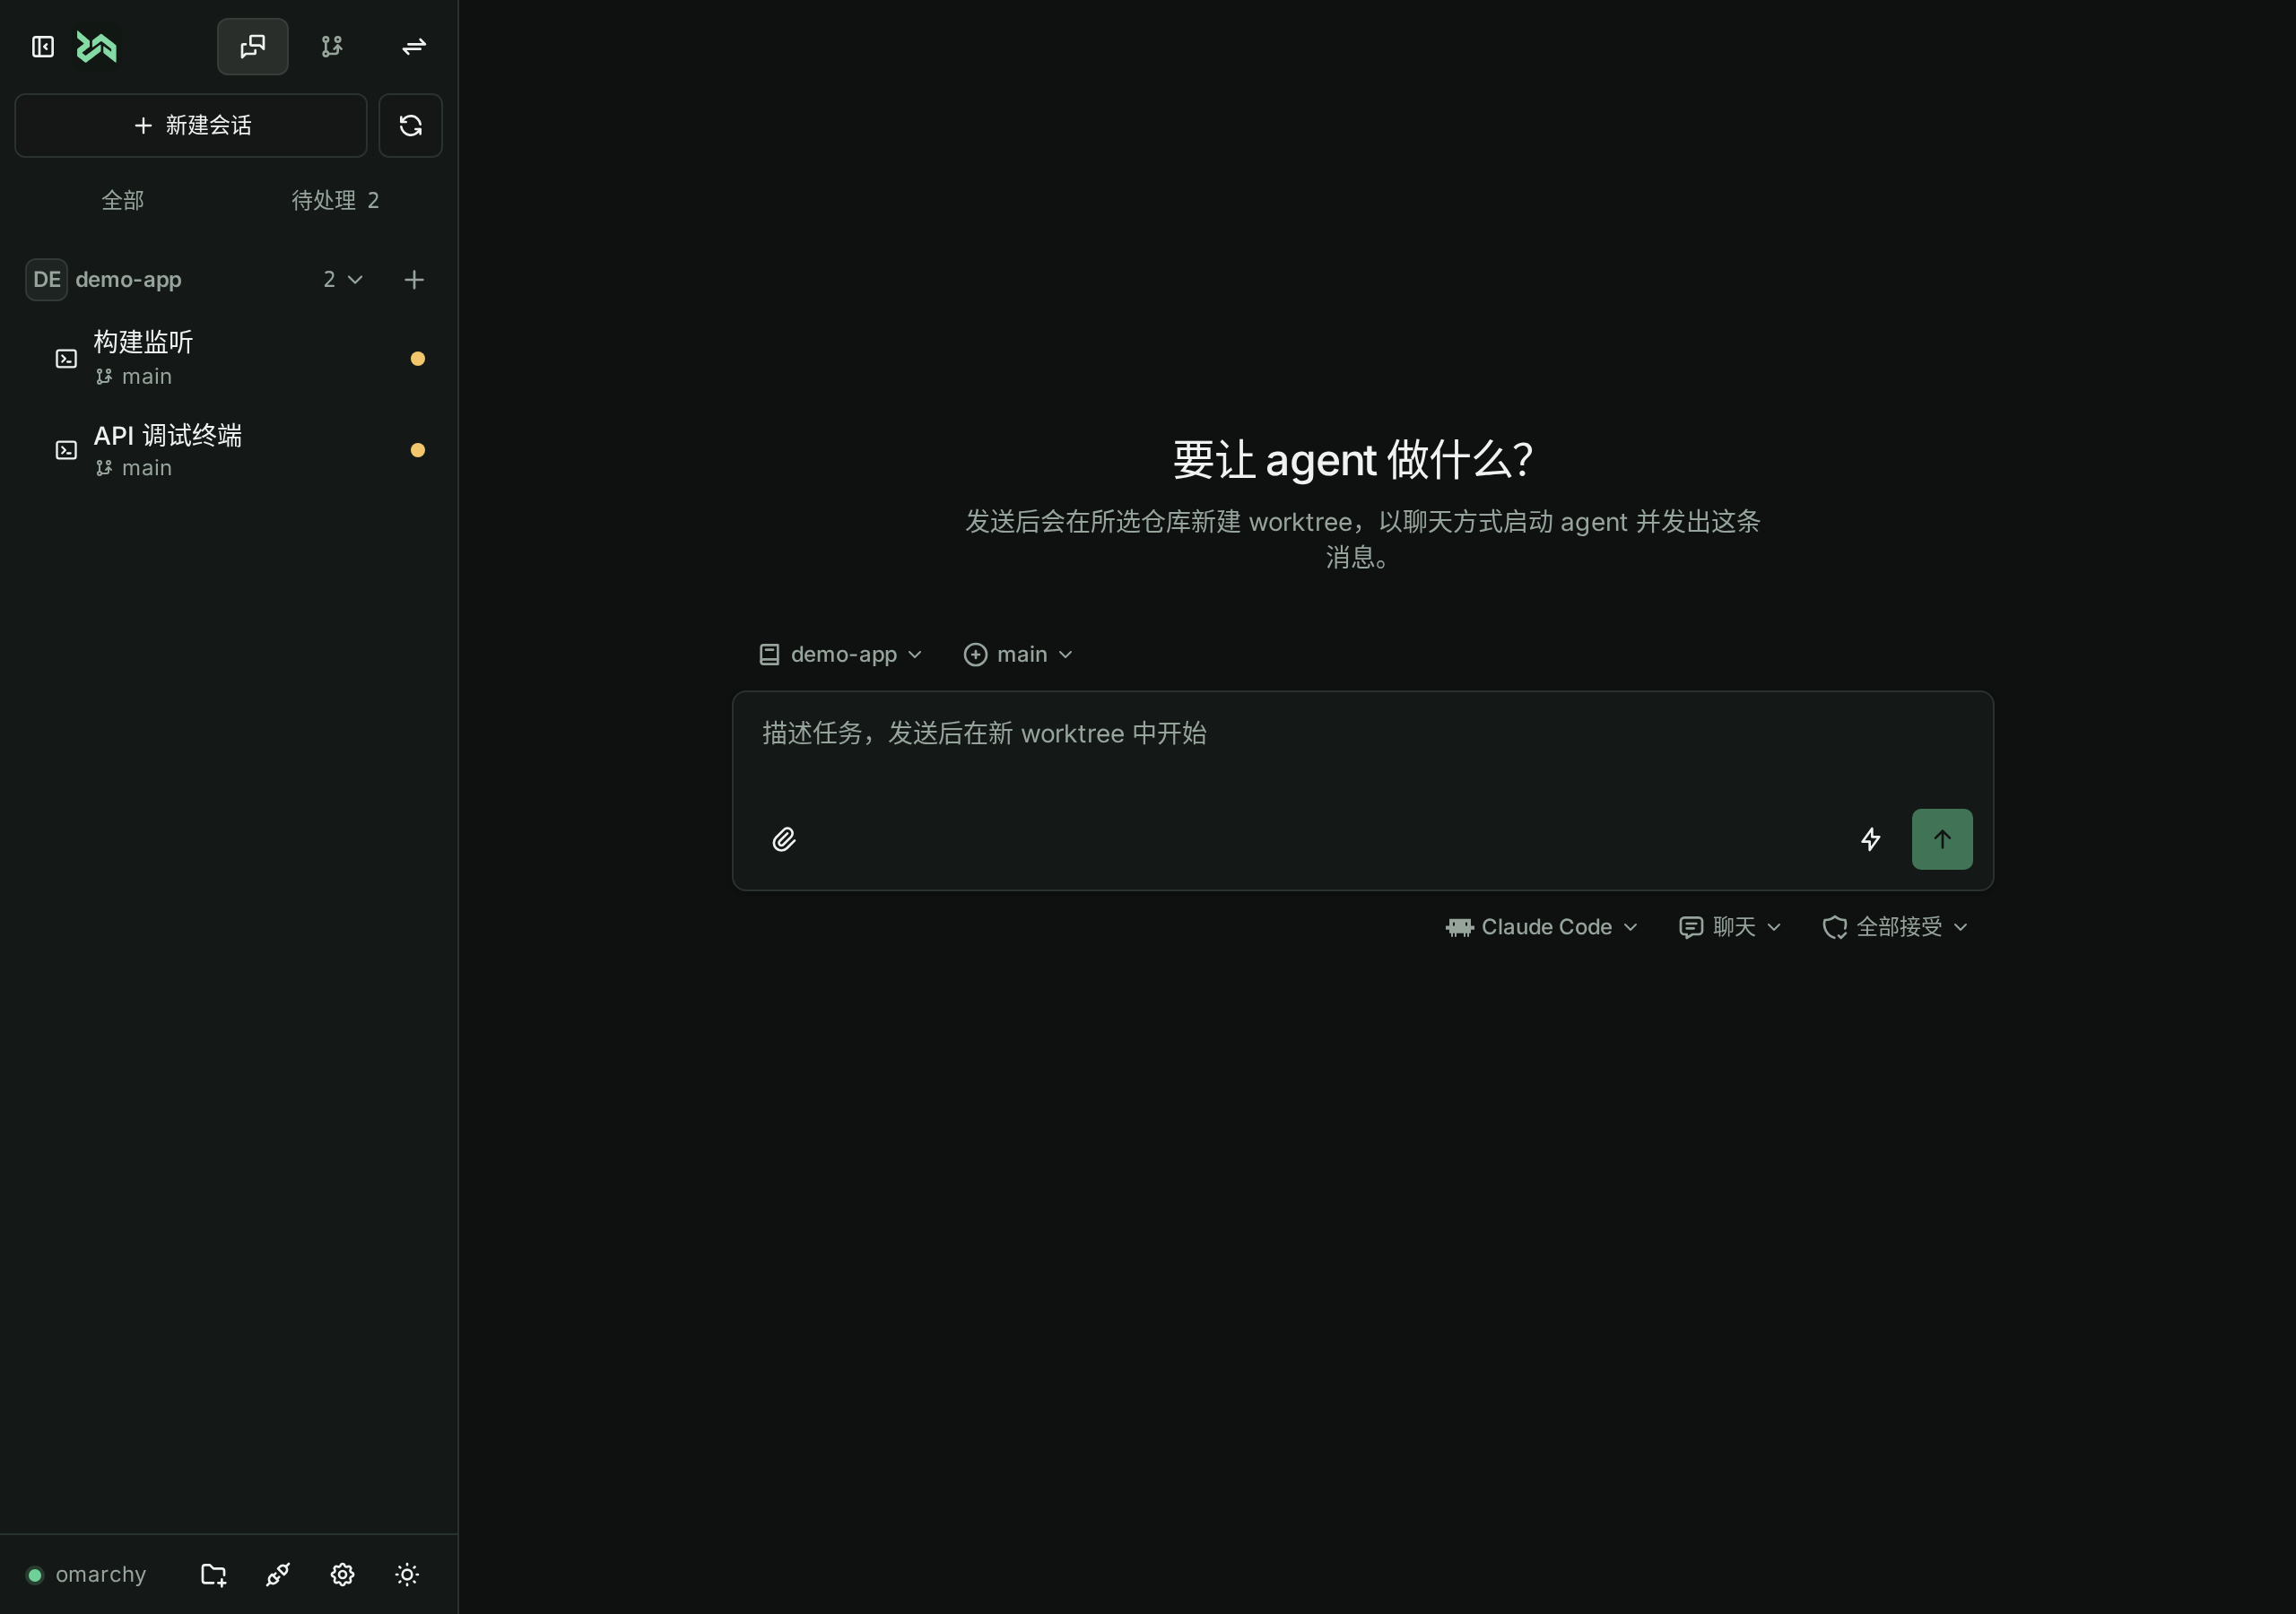 新建会话
全部
待处理 2
DE demo-app 2
构建监听
main
API 调试终端
main
要让 agent 做什么？
发送后会在所选仓库新建 worktree，以聊天方式启动 agent 并发出这条
消息。
demo-app main
描述任务，发送后在新 worktree 中开始
Claude Code 聊天 全部接受
omarchy